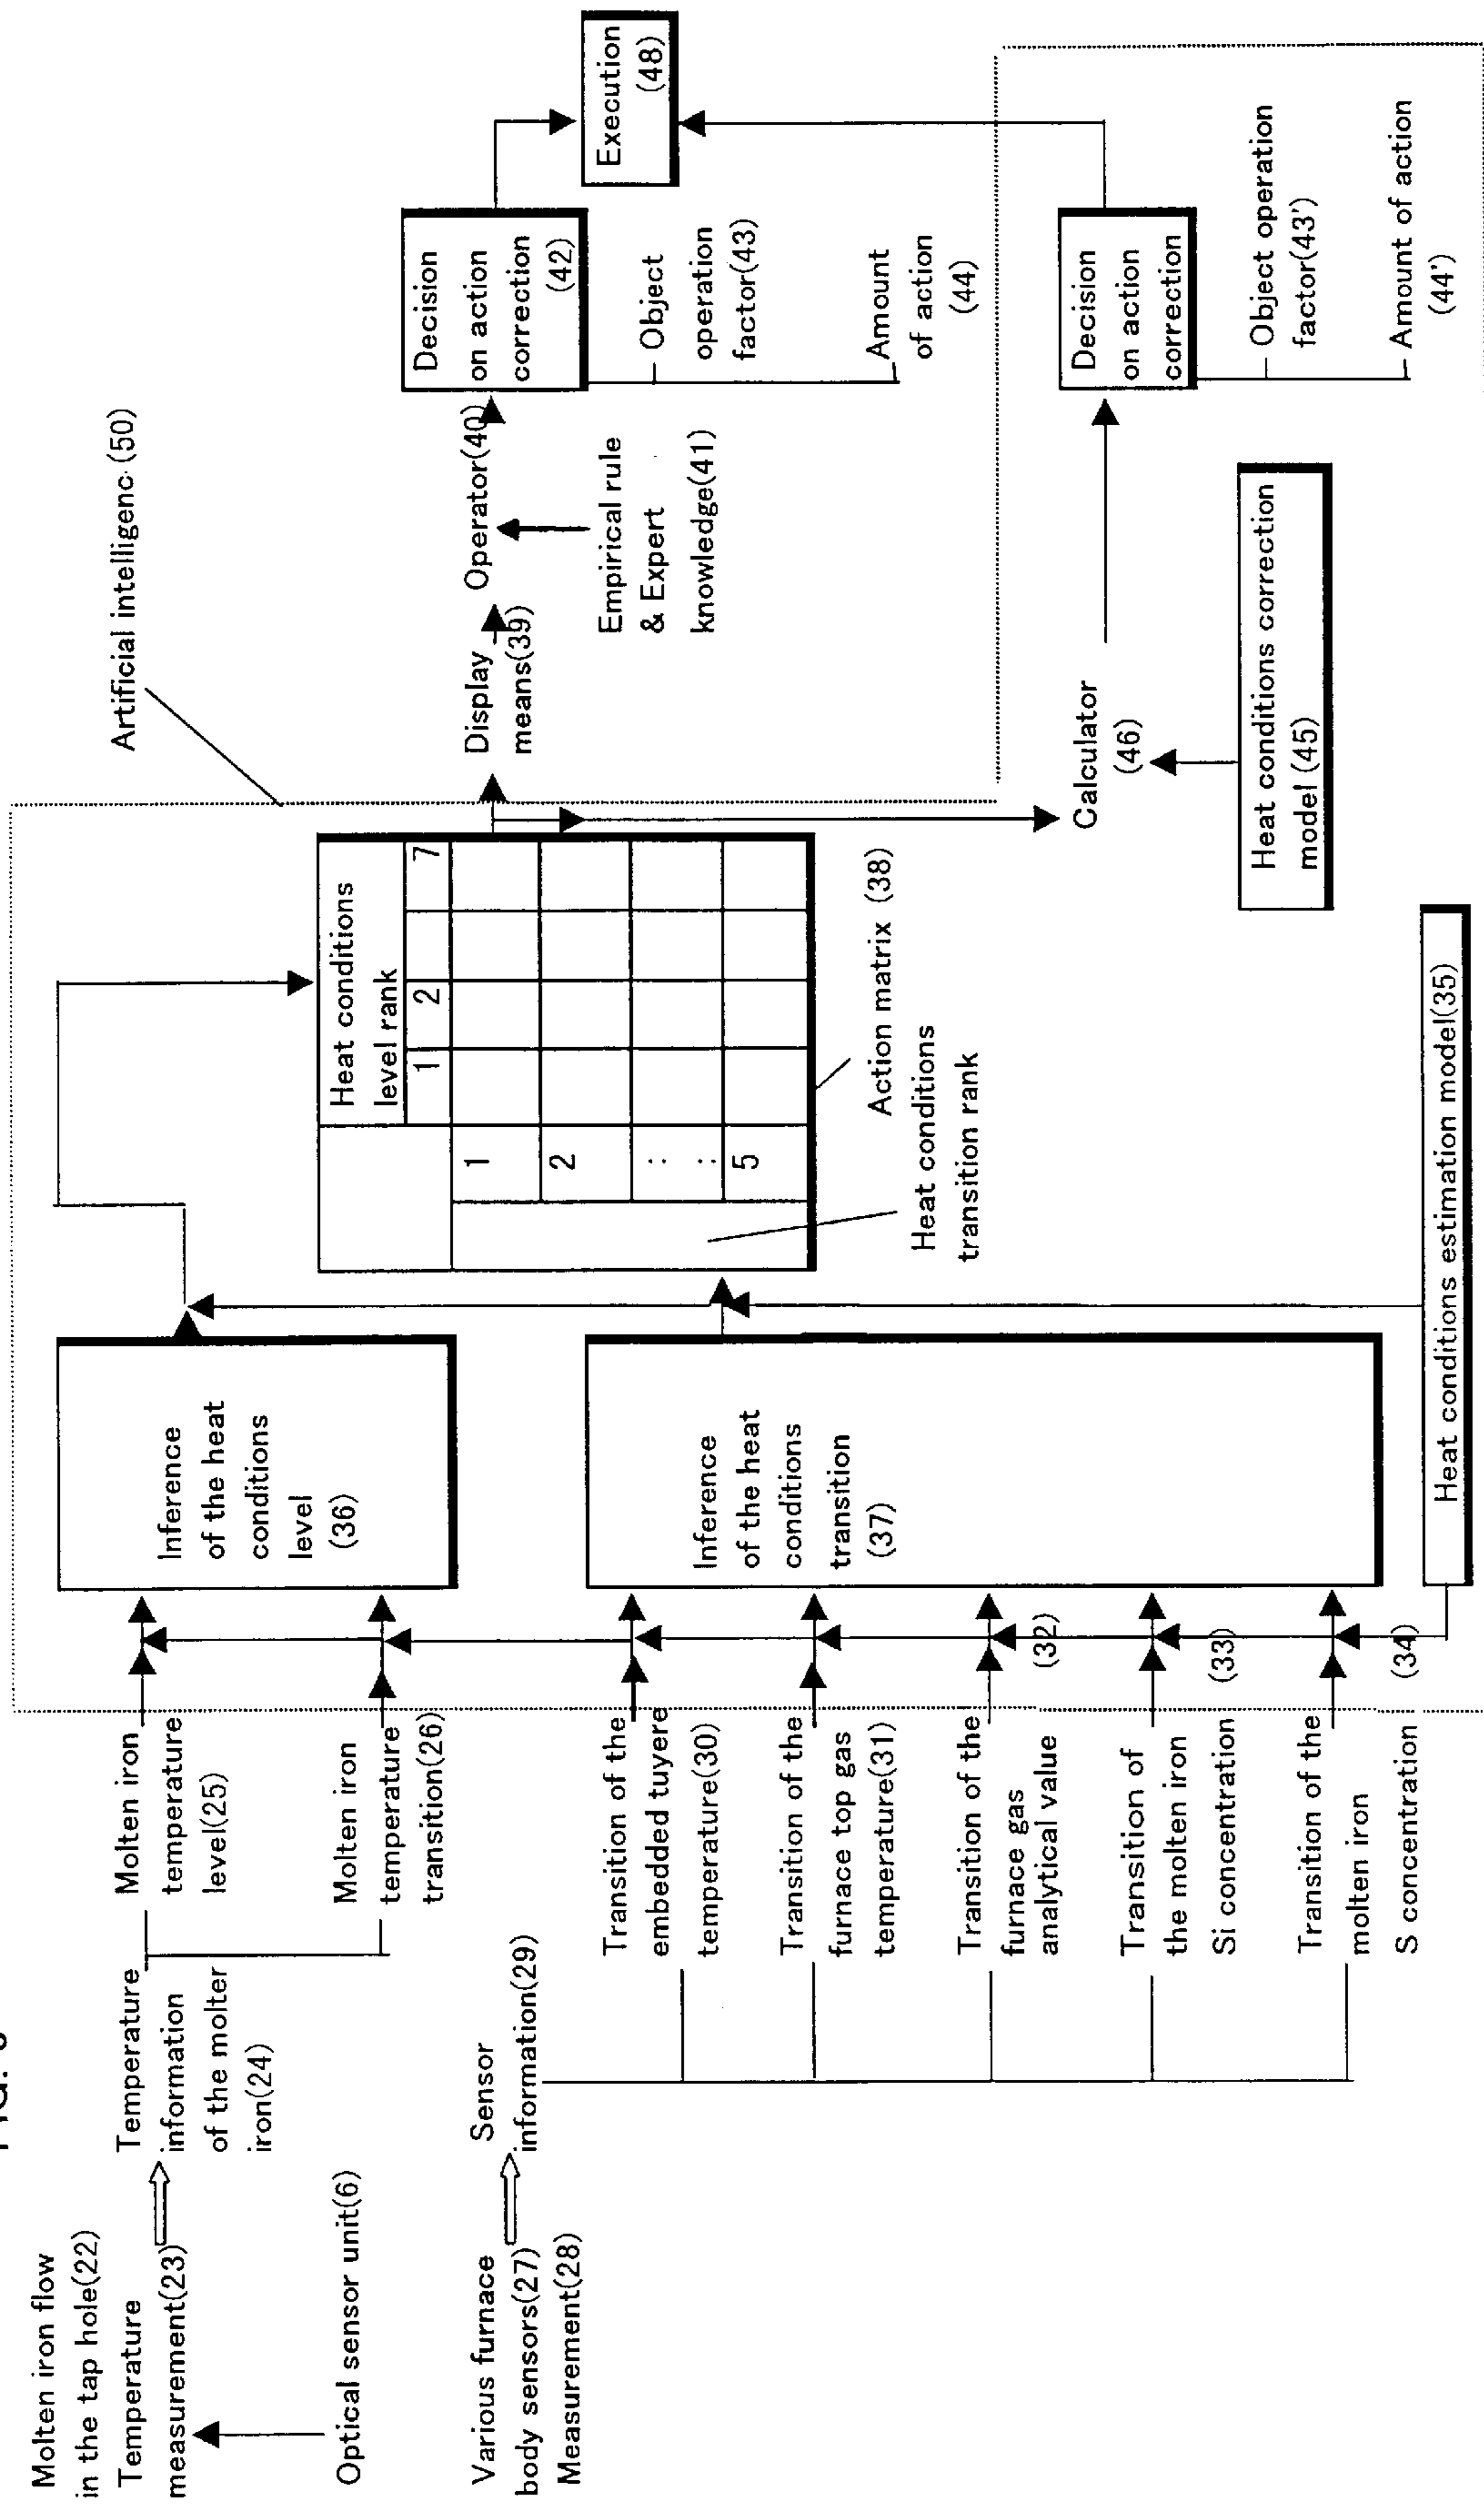 Molten iron flow
in the tap hole(22)
Temperature
measurement(23)
Optical sensor unit(6)
Various furnace
body sensors(27)
Measurement(28)
Temperature
information
of the molter
iron(24)
Sensor
information(29)
Molten iron
temperature
level(25)
Molten iron
temperature
transition(26)
Transition of the
embedded tuyere
temperature(30)
Transition of the
furnace top gas
temperature(31)
Transition of the
furnace gas
analytical value
(32)
Transition of
the molten iron
Si concentration
(33)
Transition of the
molten iron
S concentration
(34)
Inference
of the heat
conditions
level
(36)
Inference
of the heat
conditions
transition
(37)
Heat conditions estimation model(35)
Heat conditions
level rank
1 2 7
1
2
: :
5
Action matrix (38)
Heat conditions
transition rank
Artificial intelligenc (50)
Display
means(39)
Operator(40)
Empirical rule
& Expert
knowledge(41)
Calculator
(46)
Heat conditions correction
model (45)
Decision
on action
correction
(42)
Object
operation
factor(43)
Amount
of action
(44)
Decision
on action
correction
Object operation
factor(43')
Amount of action
(44')
Execution
(48)